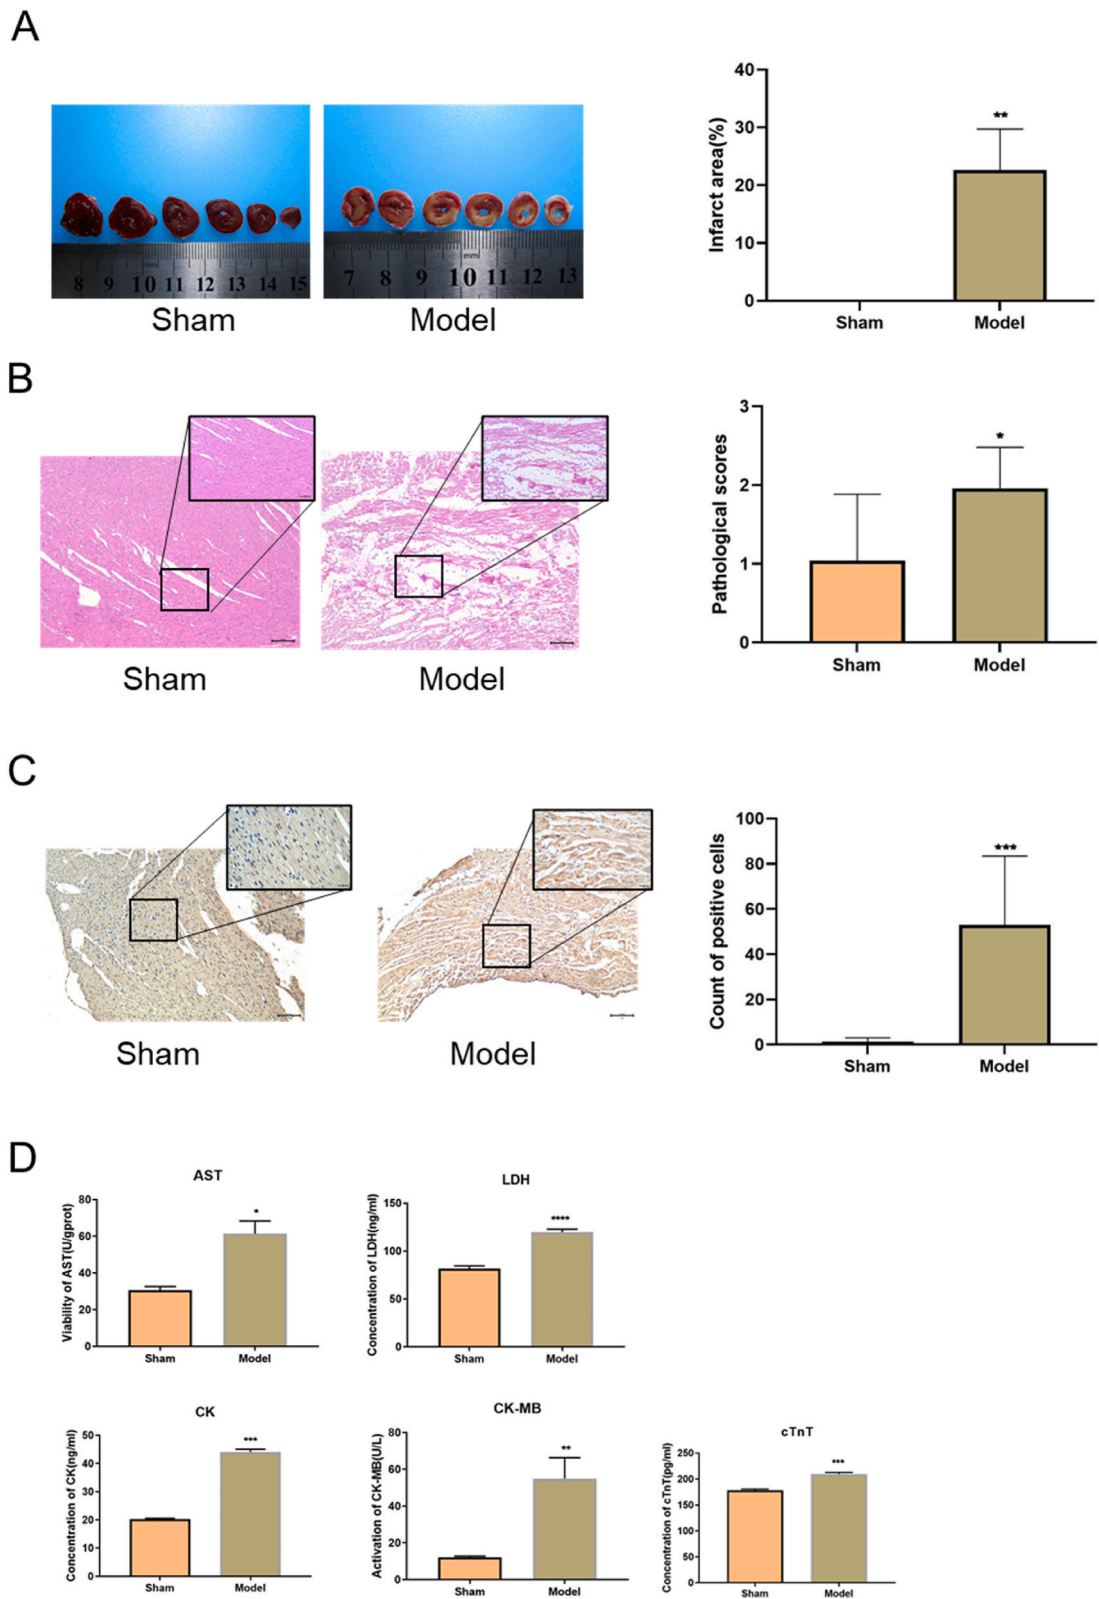 A
8 9 10 11 12 13 14 15
mm
7 8 9 10 11 12 13
mm
Sham
Model
Infarct area(%)
40
30
20
10
0
**
Sham
Model
B
Sham
Model
Pathological scores
3
2
1
0
*
Sham
Model
C
Sham
Model
Count of positive cells
100
80
60
40
20
0
***
Sham
Model
D
AST
Viability of AST(U/gprot)
80
60
40
20
0
*
Sham
Model
LDH
Concentration of LDH(ng/ml)
150
100
50
0
****
Sham
Model
CK
Concentration of CK(ng/ml)
50
40
30
20
10
0
***
Sham
Model
CK-MB
Activation of CK-MB(U/L)
80
60
40
20
0
**
Sham
Model
cTnT
Concentration of cTnT(pg/ml)
250
200
150
100
50
0
***
Sham
Model